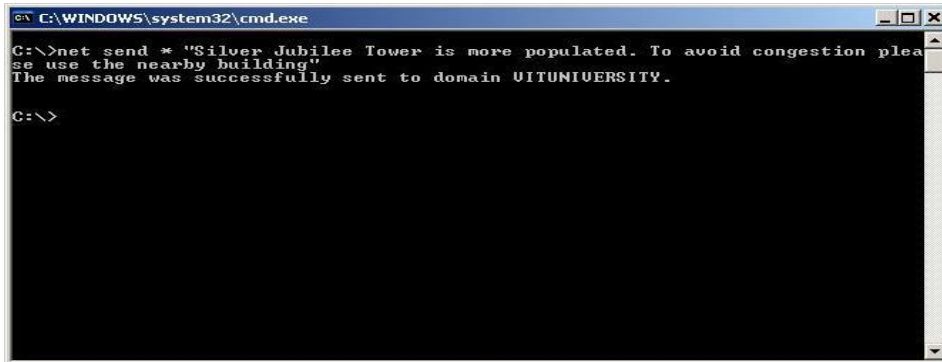 C:\WINDOWS\system32\cmd.exe
C:\>net send * "Silver Jubilee Tower is more populated. To avoid congestion plea
se use the nearby building"
The message was successfully sent to domain VITUNIVERSITY.
C:\>